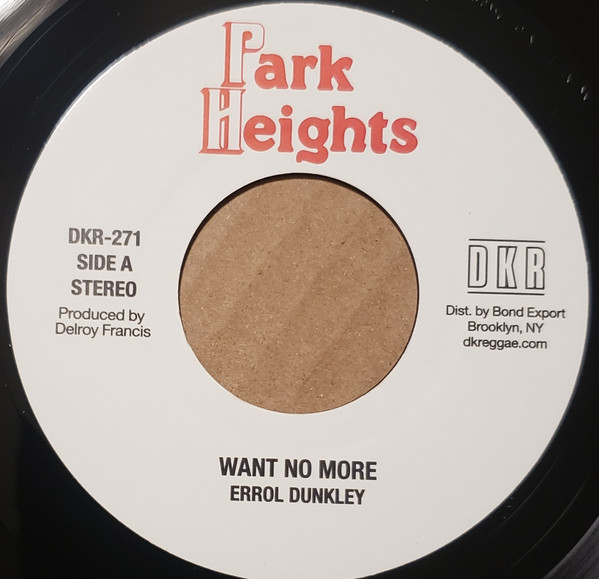 Park
Heights
DKR-271
SIDE A
STEREO
Produced by
Delroy Francis
DKR
Dist. by Bond Export
Brooklyn, NY
dkreggae.com
WANT NO MORE
ERROL DUNKLEY